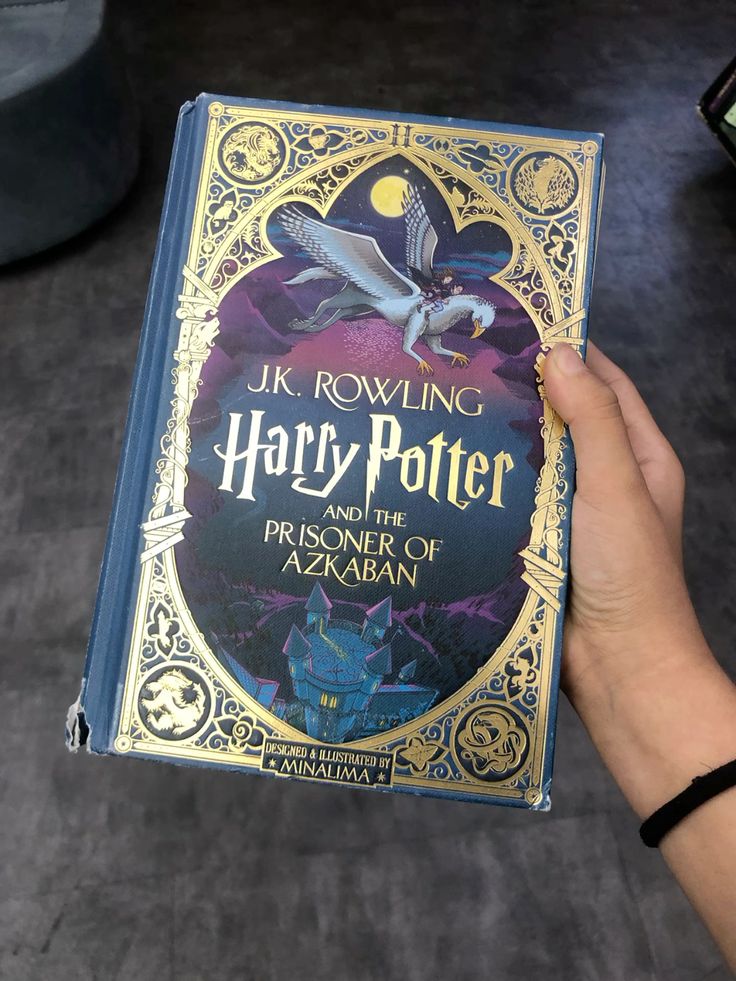 J.K. ROWLING
Harry Potter
AND THE
PRISONER OF
AZKABAN
DESIGNED & ILLUSTRATED BY
MINALIMA